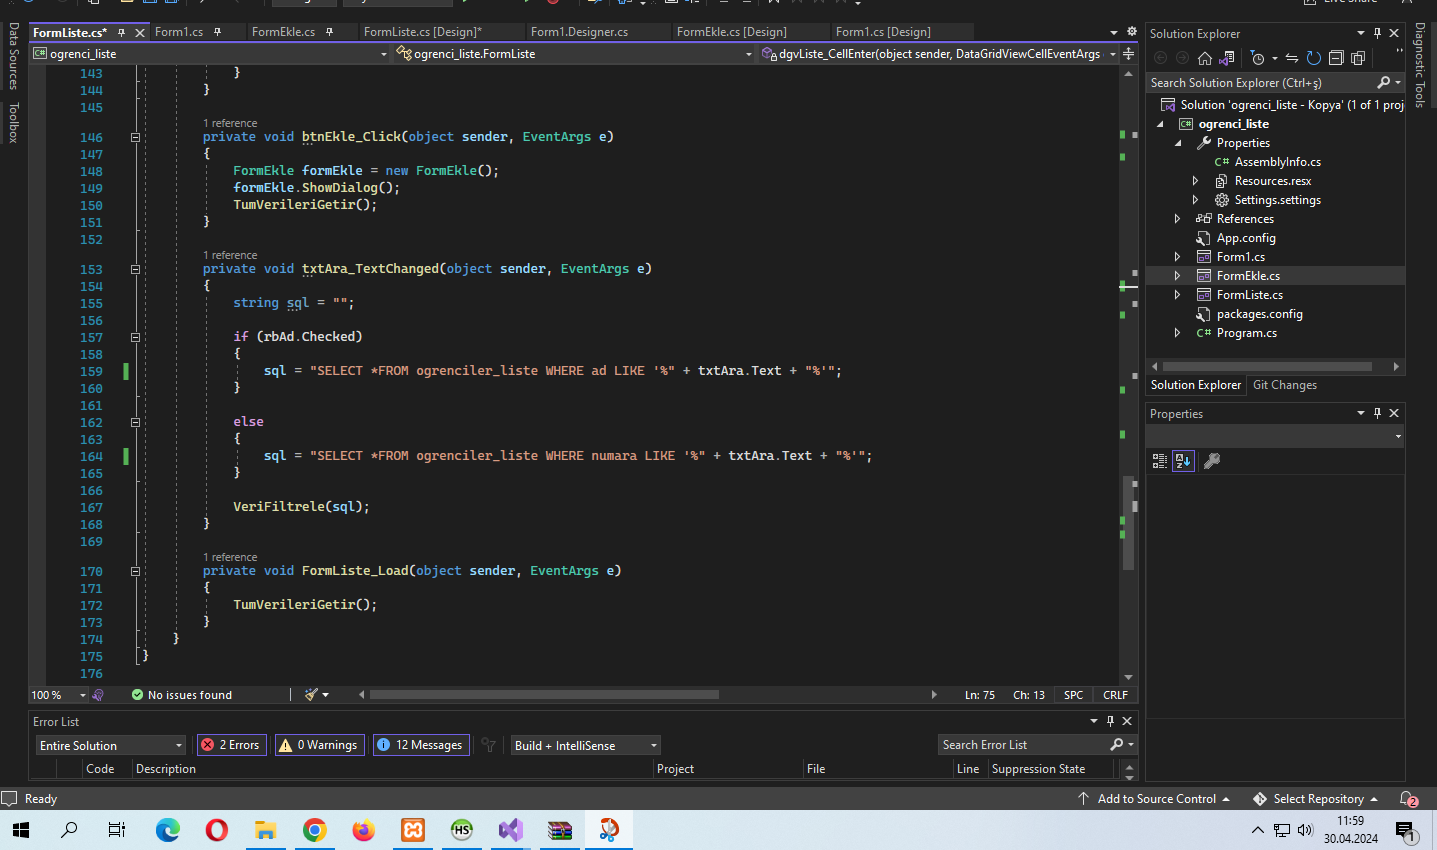 Live Share
FormListe.cs*
Form1.cs
FormEkle.cs
FormListe.cs [Design]*
Form1.Designer.cs
FormEkle.cs [Design]
Form1.cs [Design]
ogrenci_liste
ogrenci_liste.FormListe
dgvListe_CellEnter(object sender, DataGridViewCellEventArgs
Data Sources
Toolbox
143 }
144 }
145
1 reference
146 private void btnEkle_Click(object sender, EventArgs e)
147 {
148 FormEkle formEkle = new FormEkle();
149 formEkle.ShowDialog();
150 TumVerileriGetir();
151 }
152
1 reference
153 private void txtAra_TextChanged(object sender, EventArgs e)
154 {
155 string sql = "";
156
157 if (rbAd.Checked)
158 {
159 sql = "SELECT *FROM ogrenciler_liste WHERE ad LIKE '%" + txtAra.Text + "%'";
160 }
161
162 else
163 {
164 sql = "SELECT *FROM ogrenciler_liste WHERE numara LIKE '%" + txtAra.Text + "%'";
165 }
166
167 VeriFiltrele(sql);
168 }
169
1 reference
170 private void FormListe_Load(object sender, EventArgs e)
171 {
172 TumVerileriGetir();
173 }
174 }
175 }
176
100 %
No issues found
Ln: 75
Ch: 13
SPC
CRLF
Error List
Entire Solution
2 Errors
0 Warnings
12 Messages
Build + IntelliSense
Search Error List
Code
Description
Project
File
Line
Suppression State
Solution Explorer
Search Solution Explorer (Ctrl+ş)
Solution 'ogrenci_liste - Kopya' (1 of 1 proj
ogrenci_liste
Properties
AssemblyInfo.cs
Resources.resx
Settings.settings
References
App.config
Form1.cs
FormEkle.cs
FormListe.cs
packages.config
Program.cs
Solution Explorer
Git Changes
Properties
Diagnostic Tools
Ready
Add to Source Control
Select Repository
2
HS
11:59
30.04.2024
1